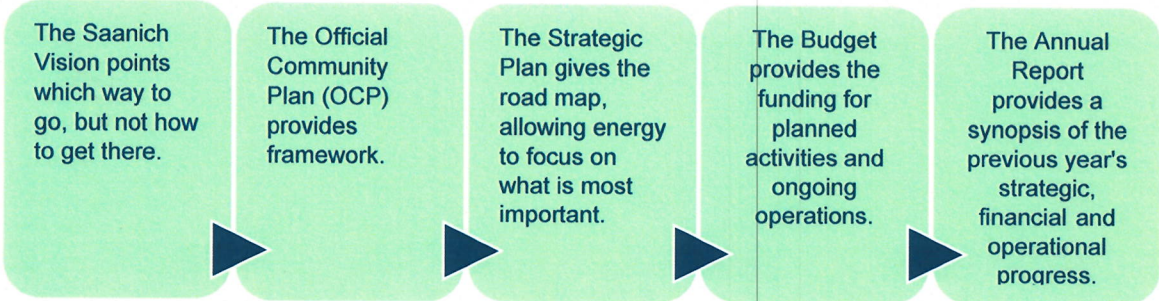 The Saanich
Vision points
which way to
go, but not how
to get there.
The Official
Community
Plan (OCP)
provides
framework.
The Strategic
Plan gives the
road map,
allowing energy
to focus on
what is most
important.
The Budget
provides the
funding for
planned
activities and
ongoing
operations.
The Annual
Report
provides a
synopsis of the
previous year's
strategic,
financial and
operational
progress.